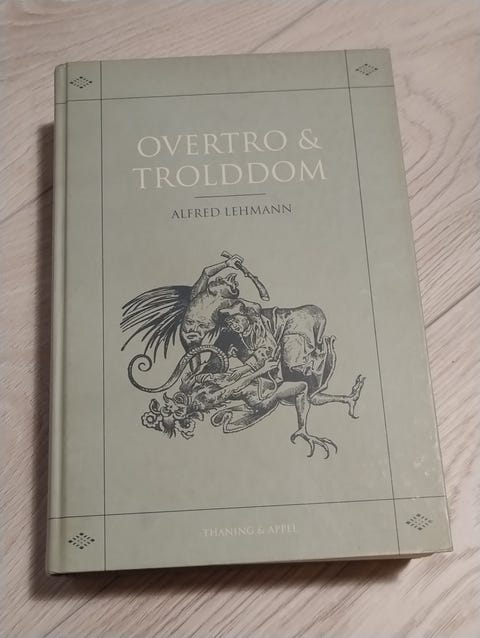 OVERTRO &
TROLDDOM
ALFRED LEHMANN
THANING & APPEL